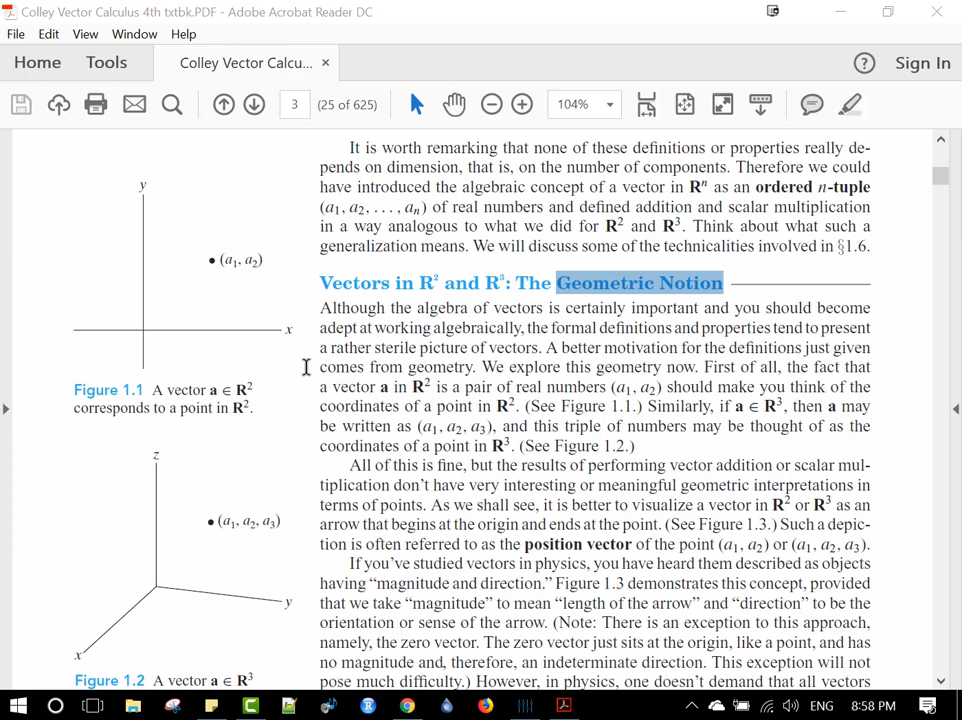 Colley Vector Calculus 4th txtbk.PDF - Adobe Acrobat Reader DC
File Edit View Window Help
Home Tools Colley Vector Calcu... × Sign In
3 (25 of 625) 104%
It is worth remarking that none of these definitions or properties really de-
pends on dimension, that is, on the number of components. Therefore we could
have introduced the algebraic concept of a vector in Rⁿ as an ordered n-tuple
(a₁, a₂, . . . , aₙ) of real numbers and defined addition and scalar multiplication
in a way analogous to what we did for R² and R³. Think about what such a
generalization means. We will discuss some of the technicalities involved in §1.6.
Vectors in R² and R³: The Geometric Notion
Although the algebra of vectors is certainly important and you should become
adept at working algebraically, the formal definitions and properties tend to present
a rather sterile picture of vectors. A better motivation for the definitions just given
comes from geometry. We explore this geometry now. First of all, the fact that
a vector a in R² is a pair of real numbers (a₁, a₂) should make you think of the
coordinates of a point in R². (See Figure 1.1.) Similarly, if a ∈ R³, then a may
be written as (a₁, a₂, a₃), and this triple of numbers may be thought of as the
coordinates of a point in R³. (See Figure 1.2.)
All of this is fine, but the results of performing vector addition or scalar mul-
tiplication don't have very interesting or meaningful geometric interpretations in
terms of points. As we shall see, it is better to visualize a vector in R² or R³ as an
arrow that begins at the origin and ends at the point. (See Figure 1.3.) Such a depic-
tion is often referred to as the position vector of the point (a₁, a₂) or (a₁, a₂, a₃).
If you've studied vectors in physics, you have heard them described as objects
having “magnitude and direction.” Figure 1.3 demonstrates this concept, provided
that we take “magnitude” to mean “length of the arrow” and “direction” to be the
orientation or sense of the arrow. (Note: There is an exception to this approach,
namely, the zero vector. The zero vector just sits at the origin, like a point, and has
no magnitude and, therefore, an indeterminate direction. This exception will not
pose much difficulty.) However, in physics, one doesn't demand that all vectors
y
(a₁, a₂)
x
Figure 1.1 A vector a ∈ R²
corresponds to a point in R².
z
(a₁, a₂, a₃)
y
x
Figure 1.2 A vector a ∈ R³
ENG 8:58 PM